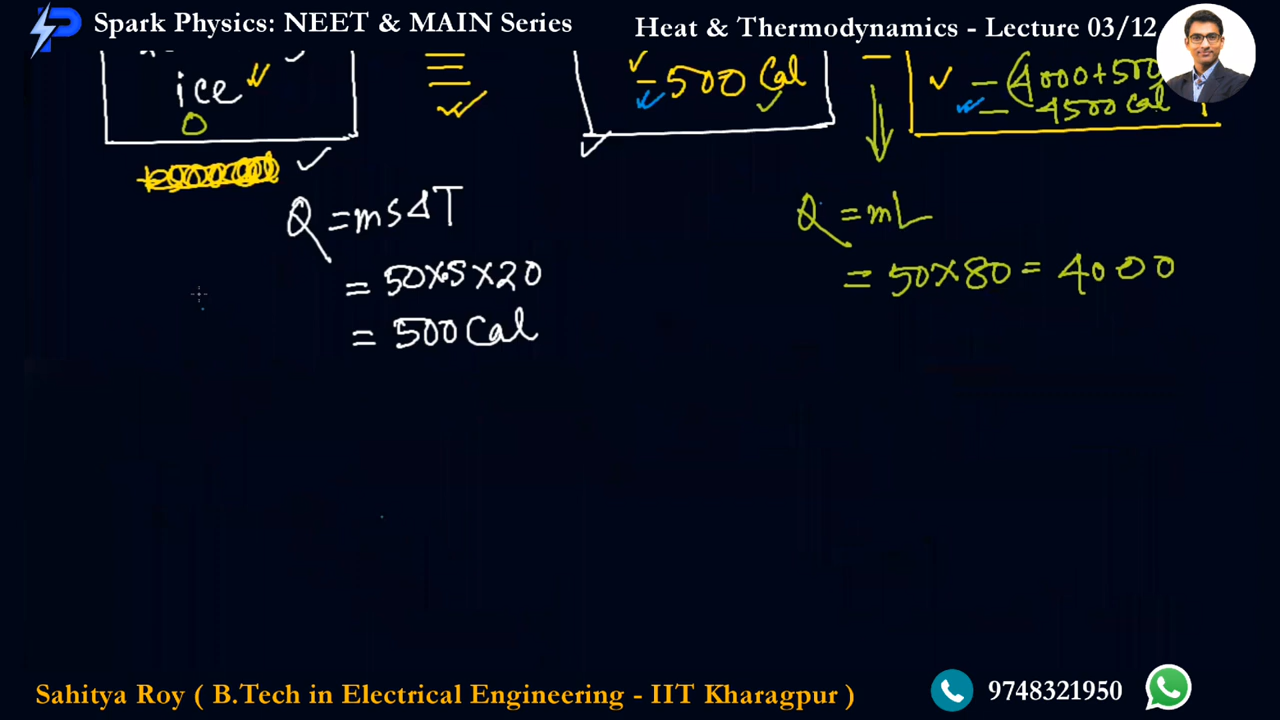 Spark Physics: NEET & MAIN Series
Heat & Thermodynamics - Lecture 03/12
ice
0
- 500 Cal
- (4000+500
- 4500 Cal
Q = msΔT
= 50×.5×20
= 500 Cal
Q = mL
= 50×80 = 4000
Sahitya Roy ( B.Tech in Electrical Engineering - IIT Kharagpur )
9748321950